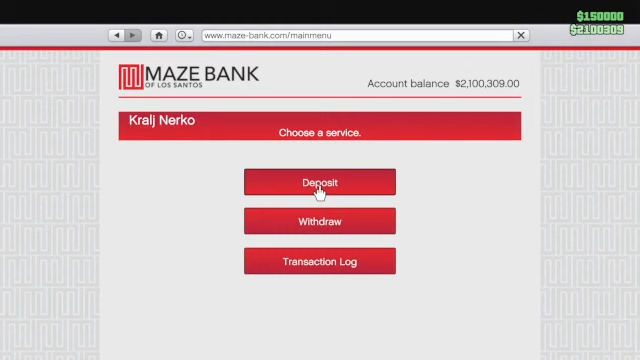 $150000
$2100309
www.maze-bank.com/mainmenu
MAZE BANK
OF LOS SANTOS
Account balance $2,100,309.00
Kralj Nerko
Choose a service.
Deposit
Withdraw
Transaction Log